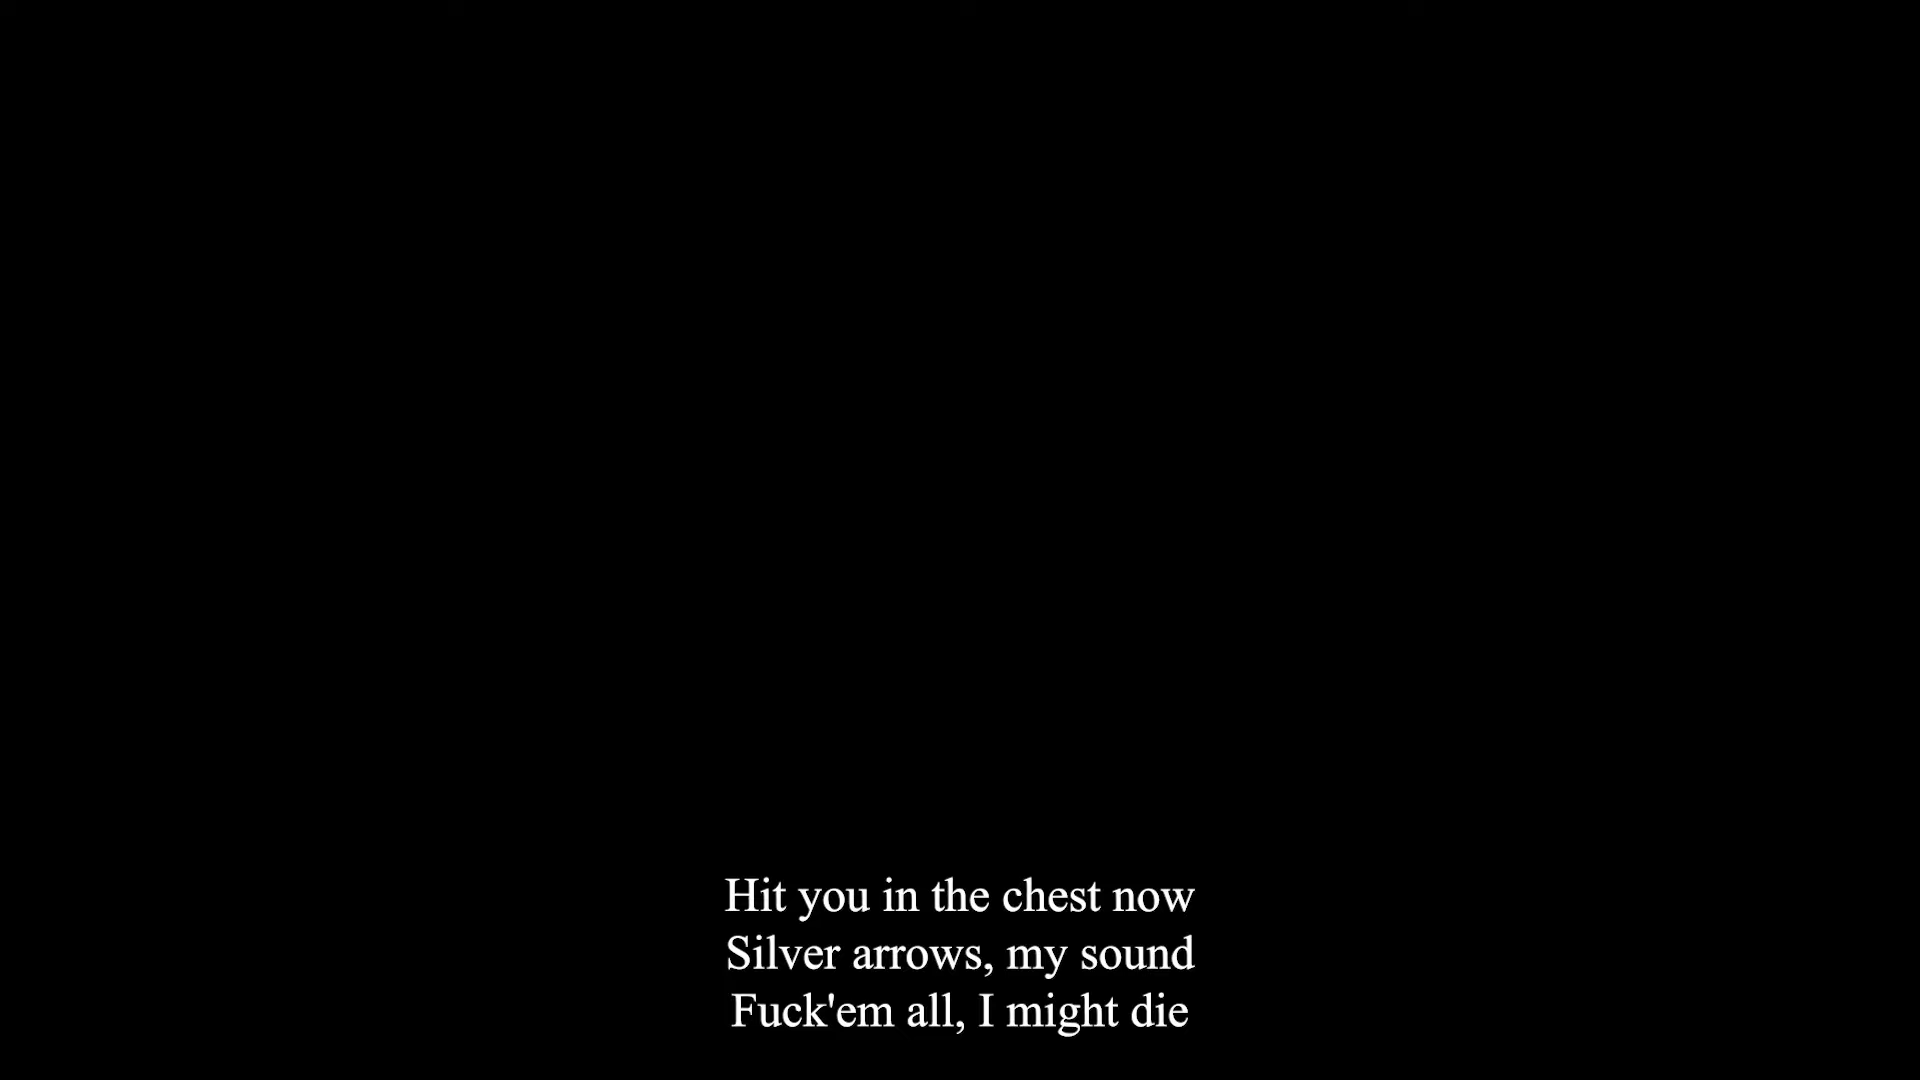 Hit you in the chest now
Silver arrows, my sound
Fuck'em all, I might die